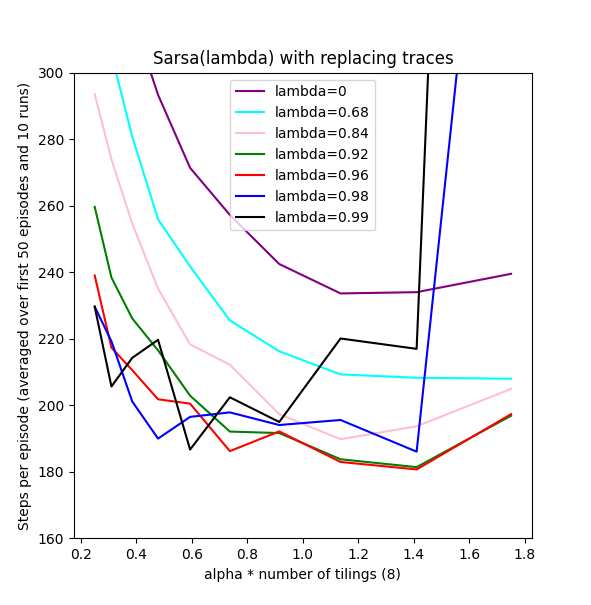 Sarsa(lambda) with replacing traces
Steps per episode (averaged over first 50 episodes and 10 runs)
300
280
260
240
220
200
180
160
lambda=0
lambda=0.68
lambda=0.84
lambda=0.92
lambda=0.96
lambda=0.98
lambda=0.99
0.2 0.4 0.6 0.8 1.0 1.2 1.4 1.6 1.8
alpha * number of tilings (8)